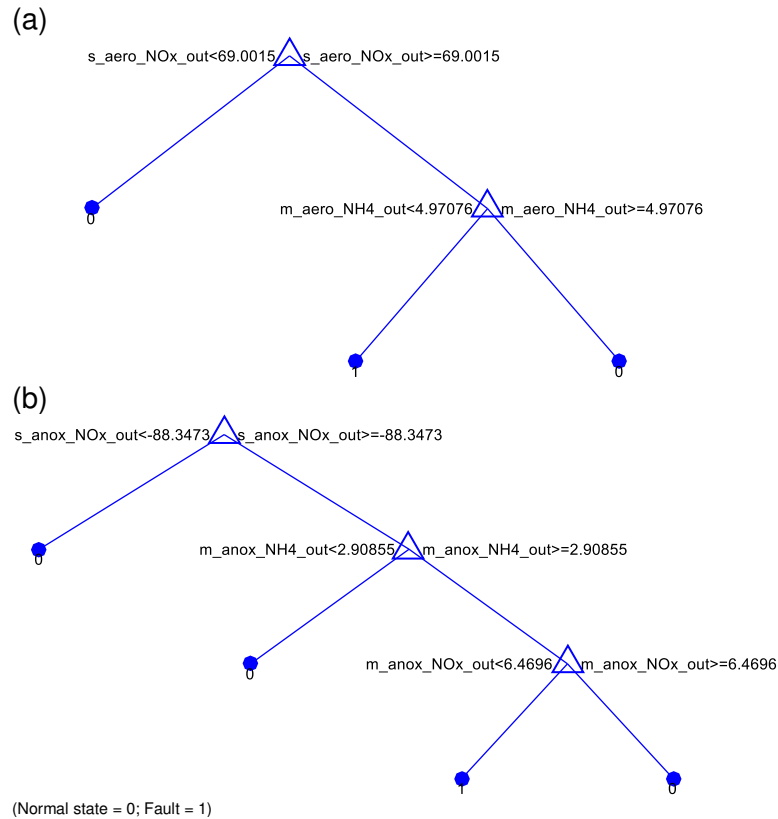 (a)
s_aero_NOx_out<69.0015 s_aero_NOx_out>=69.0015
0
m_aero_NH4_out<4.97076 m_aero_NH4_out>=4.97076
1 0
(b)
s_anox_NOx_out<-88.3473 s_anox_NOx_out>=-88.3473
0
m_anox_NH4_out<2.90855 m_anox_NH4_out>=2.90855
0
m_anox_NOx_out<6.4696 m_anox_NOx_out>=6.4696
1 0
(Normal state = 0; Fault = 1)